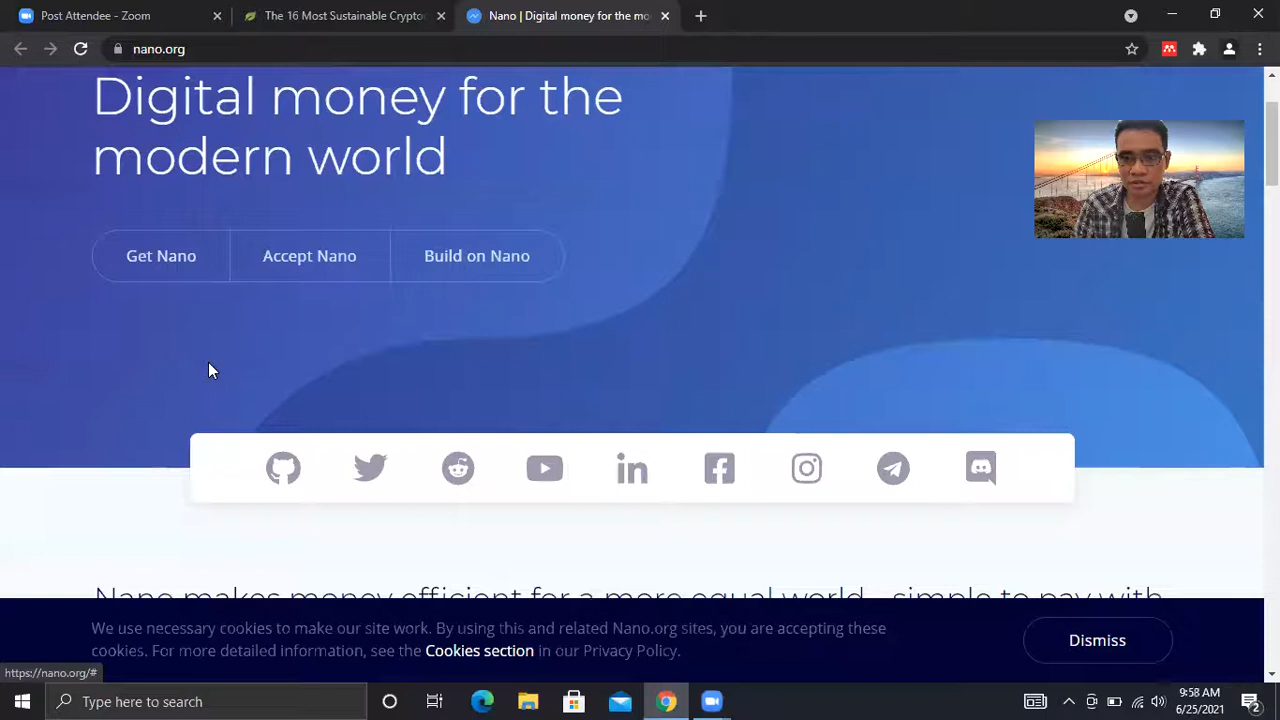 Post Attendee - Zoom
The 16 Most Sustainable Crypto
Nano | Digital money for the mo
nano.org
Digital money for the
modern world
Get Nano
Accept Nano
Build on Nano
Nano makes money efficient for a more equal world - simple to pay with
We use necessary cookies to make our site work. By using this and related Nano.org sites, you are accepting these
cookies. For more detailed information, see the Cookies section in our Privacy Policy.
Dismiss
https://nano.org/#
Type here to search
9:58 AM
6/25/2021
2